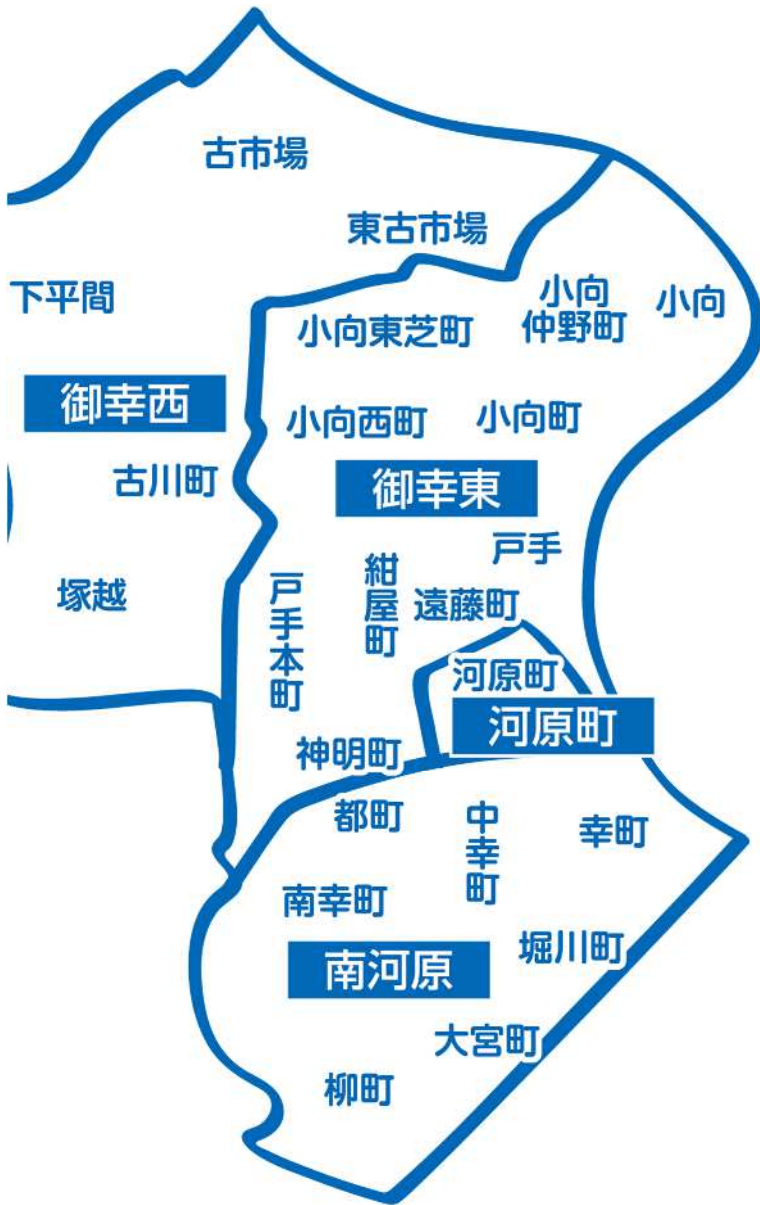 古市場
東古市場
下平間
小向東芝町
小向
仲野町
小向
御幸西
小向西町
小向町
古川町
御幸東
戸手
塚越
戸手本町
紺屋町
遠藤町
河原町
河原町
神明町
都町
中幸町
幸町
南幸町
堀川町
南河原
大宮町
柳町